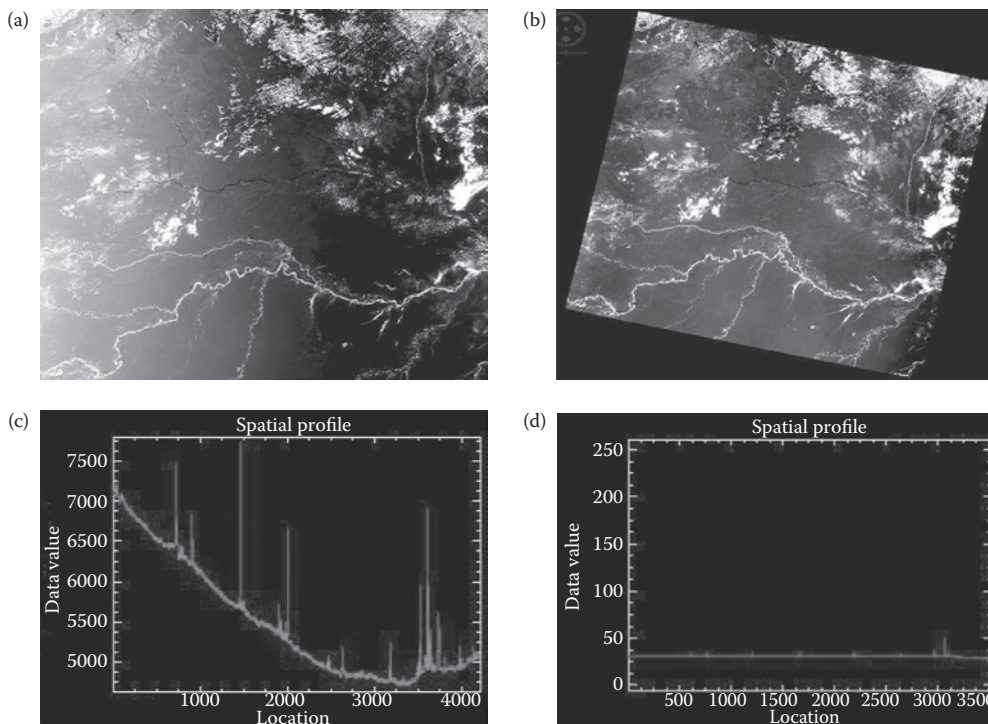 (a)
(b)
(c)
Spatial profile
Data value
7500
7000
6500
6000
5500
5000
1000
2000
3000
4000
Location
(d)
Spatial profile
Data value
250
200
150
100
50
0
500
1000
1500
2000
2500
3000
3500
Location